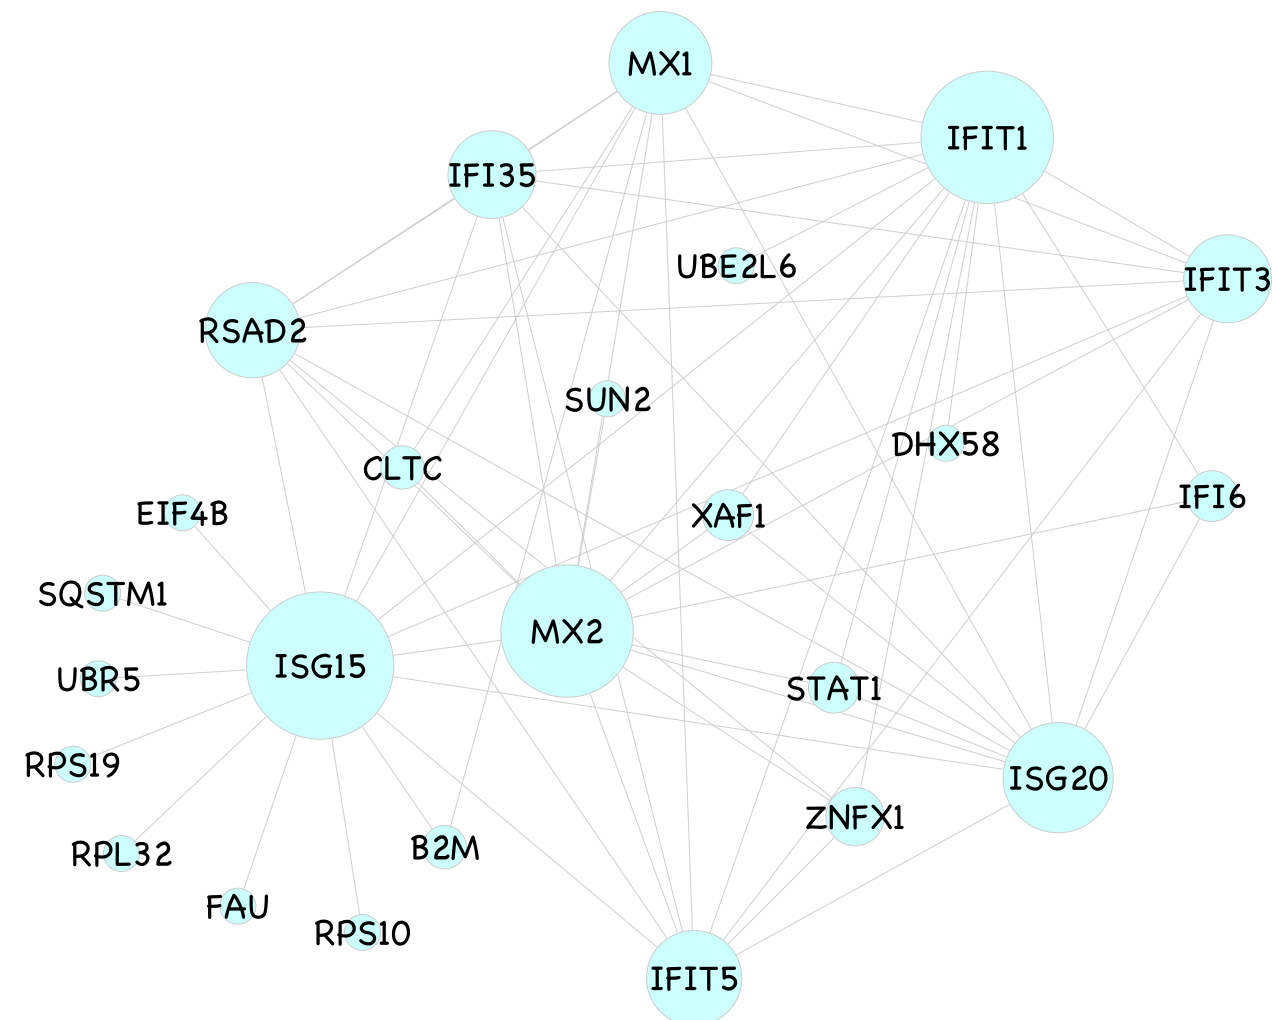 MX1
IFIT1
IFI35
UBE2L6
IFIT3
RSAD2
SUN2
DHX58
CLTC
IFI6
EIF4B
XAF1
SQSTM1
MX2
ISG15
UBR5
STAT1
RPS19
ISG20
ZNFX1
B2M
RPL32
FAU
RPS10
IFIT5